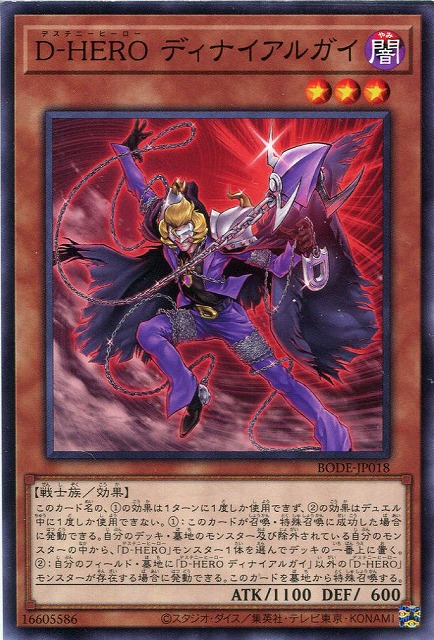 デステニーヒーロー
D-HERO ディナイアルガイ
やみ
闇
D
BODE-JP018
【戦士族/効果】
このカード名の、①の効果は1ターンに1度しか使用できず、②の効果はデュエル
中に1度しか使用できない。①:このカードが召喚・特殊召喚に成功した場合
に発動できる。自分のデッキ・墓地のモンスター及び除外されている自分のモン
スターの中から、「D-HERO」モンスター1体を選んでデッキの一番上に置く。
②:自分のフィールド・墓地に「D-HERO ディナイアルガイ」以外の「D-HERO」
モンスターが存在する場合に発動できる。このカードを墓地から特殊召喚する。
ATK/1100 DEF/ 600
16605586
©スタジオ・ダイス/集英社・テレビ東京・KONAMI